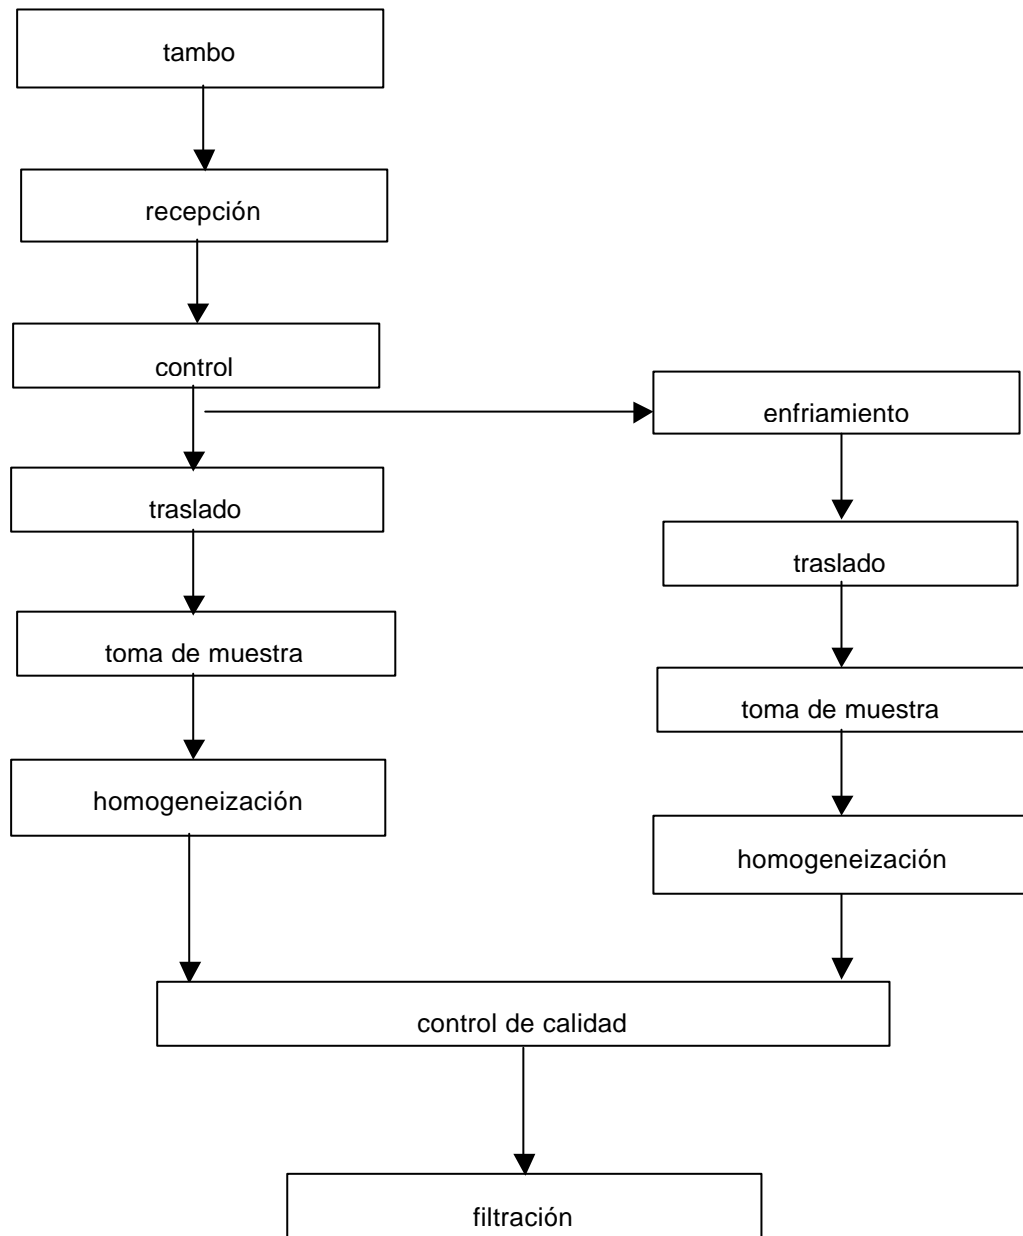 tambo
recepción
control
enfriamiento
traslado
traslado
toma de muestra
toma de muestra
homogeneización
homogeneización
control de calidad
filtración